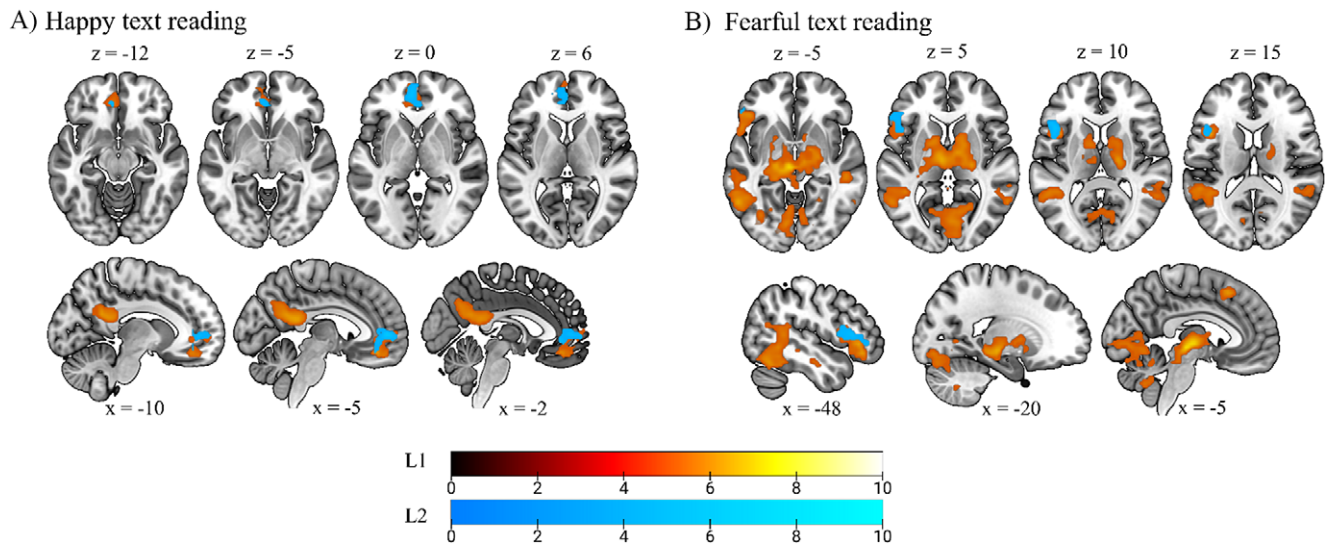 A) Happy text reading
z = -12 z = -5 z = 0 z = 6
x = -10 x = -5 x = -2
B) Fearful text reading
z = -5 z = 5 z = 10 z = 15
x = -48 x = -20 x = -5
L1
0 2 4 6 8 10
L2
0 2 4 6 8 10